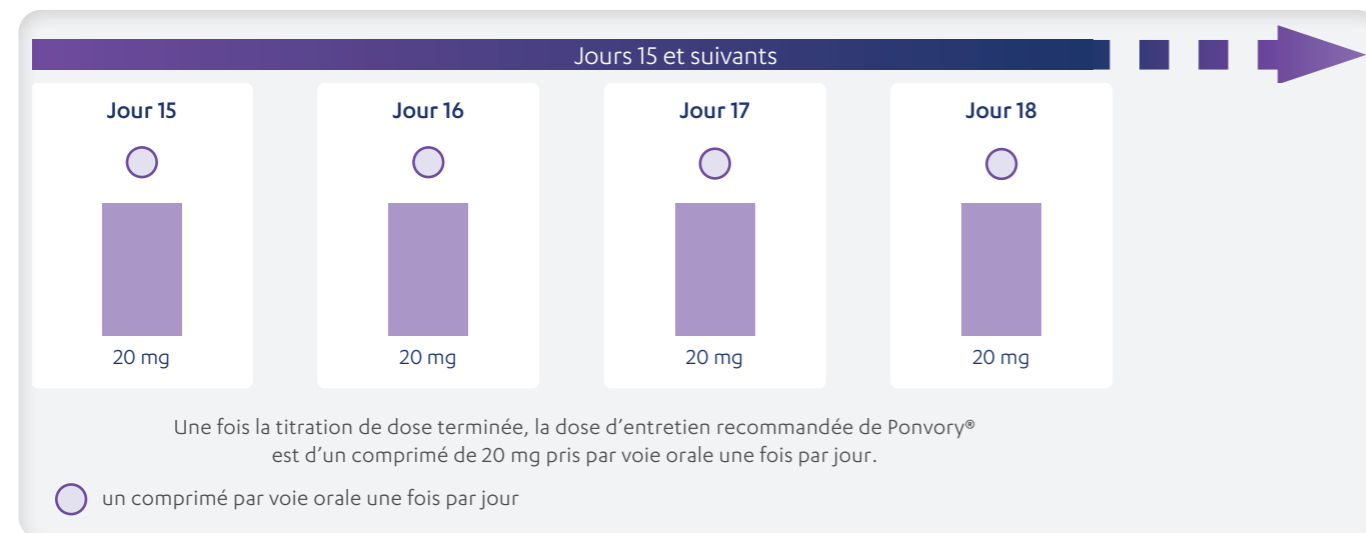 Jours 15 et suivants
Jour 15
Jour 16
Jour 17
Jour 18
20 mg
20 mg
20 mg
20 mg
Une fois la titration de dose terminée, la dose d’entretien recommandée de Ponvory®
est d’un comprimé de 20 mg pris par voie orale une fois par jour.
un comprimé par voie orale une fois par jour